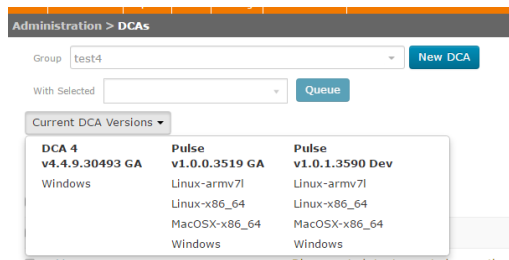 Administration > DCAs
Group test4 New DCA
With Selected Queue
Current DCA Versions
DCA 4 Pulse Pulse
v4.4.9.30493 GA v1.0.0.3519 GA v1.0.1.3590 Dev
Windows Linux-armv7l Linux-armv7l
Linux-x86_64 Linux-x86_64
MacOSX-x86_64 MacOSX-x86_64
Windows Windows